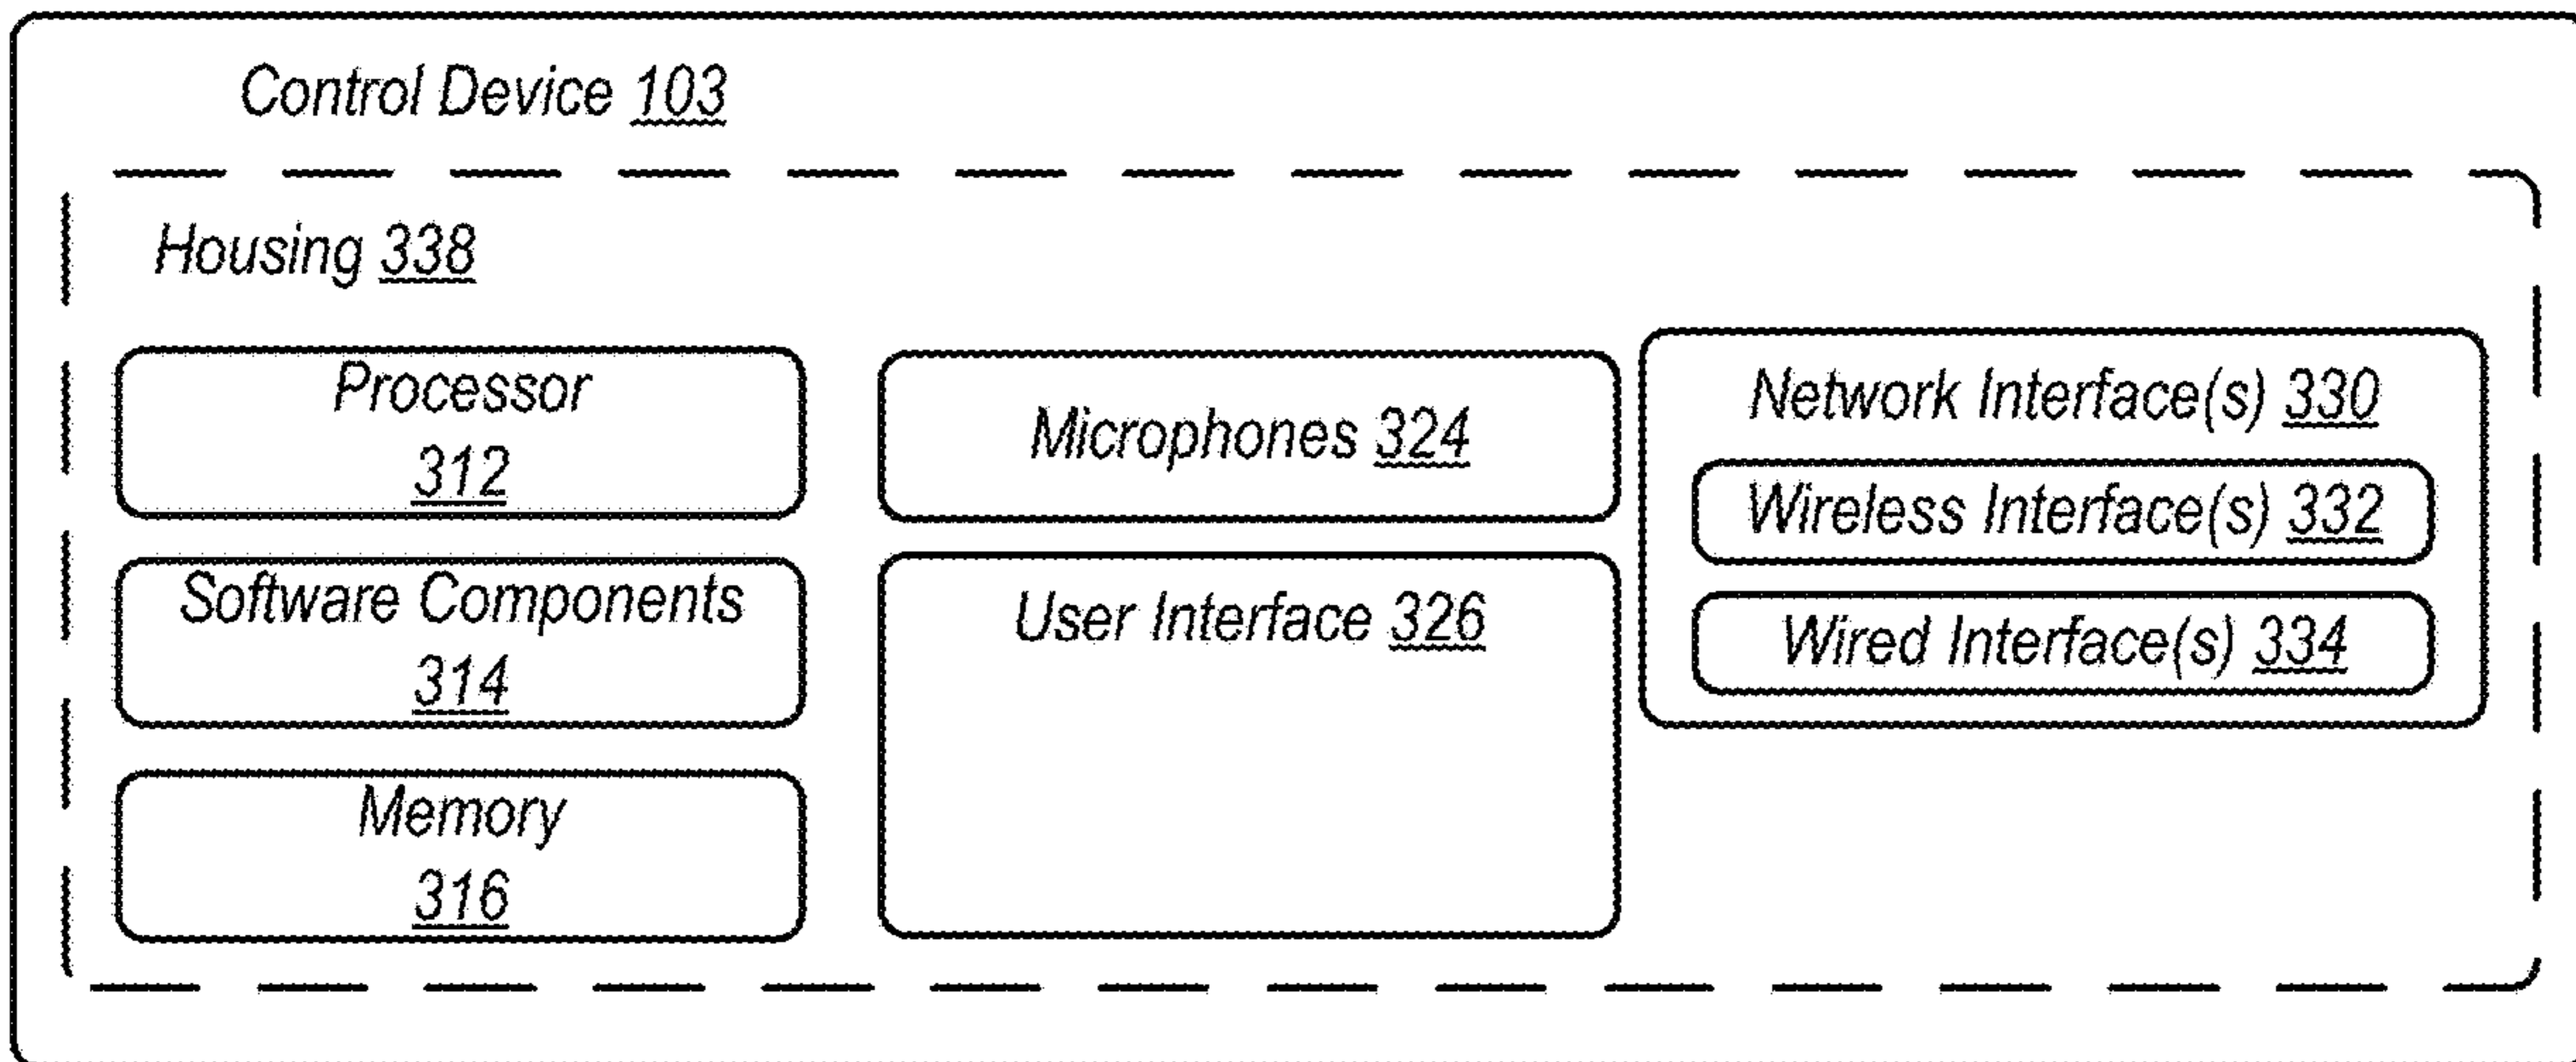 Control Device 103
Housing 338
Processor
312
Software Components
314
Memory
316
Microphones 324
User Interface 326
Network Interface(s) 330
Wireless Interface(s) 332
Wired Interface(s) 334